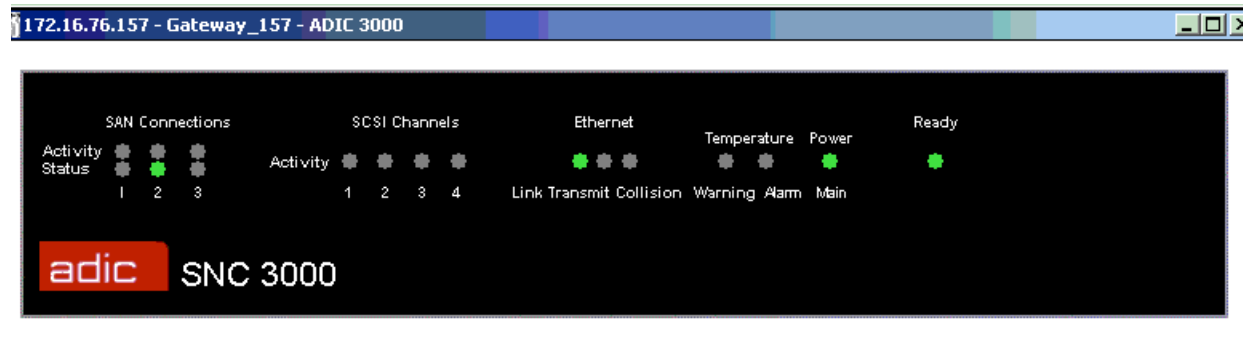 172.16.76.157 - Gateway_157 - ADIC 3000
SAN Connections
SCSI Channels
Ethernet
Temperature Power
Ready
Activity
Status
Activity
1 2 3
1 2 3 4
Link Transmit Collision Warning Alarm Main
adic SNC 3000